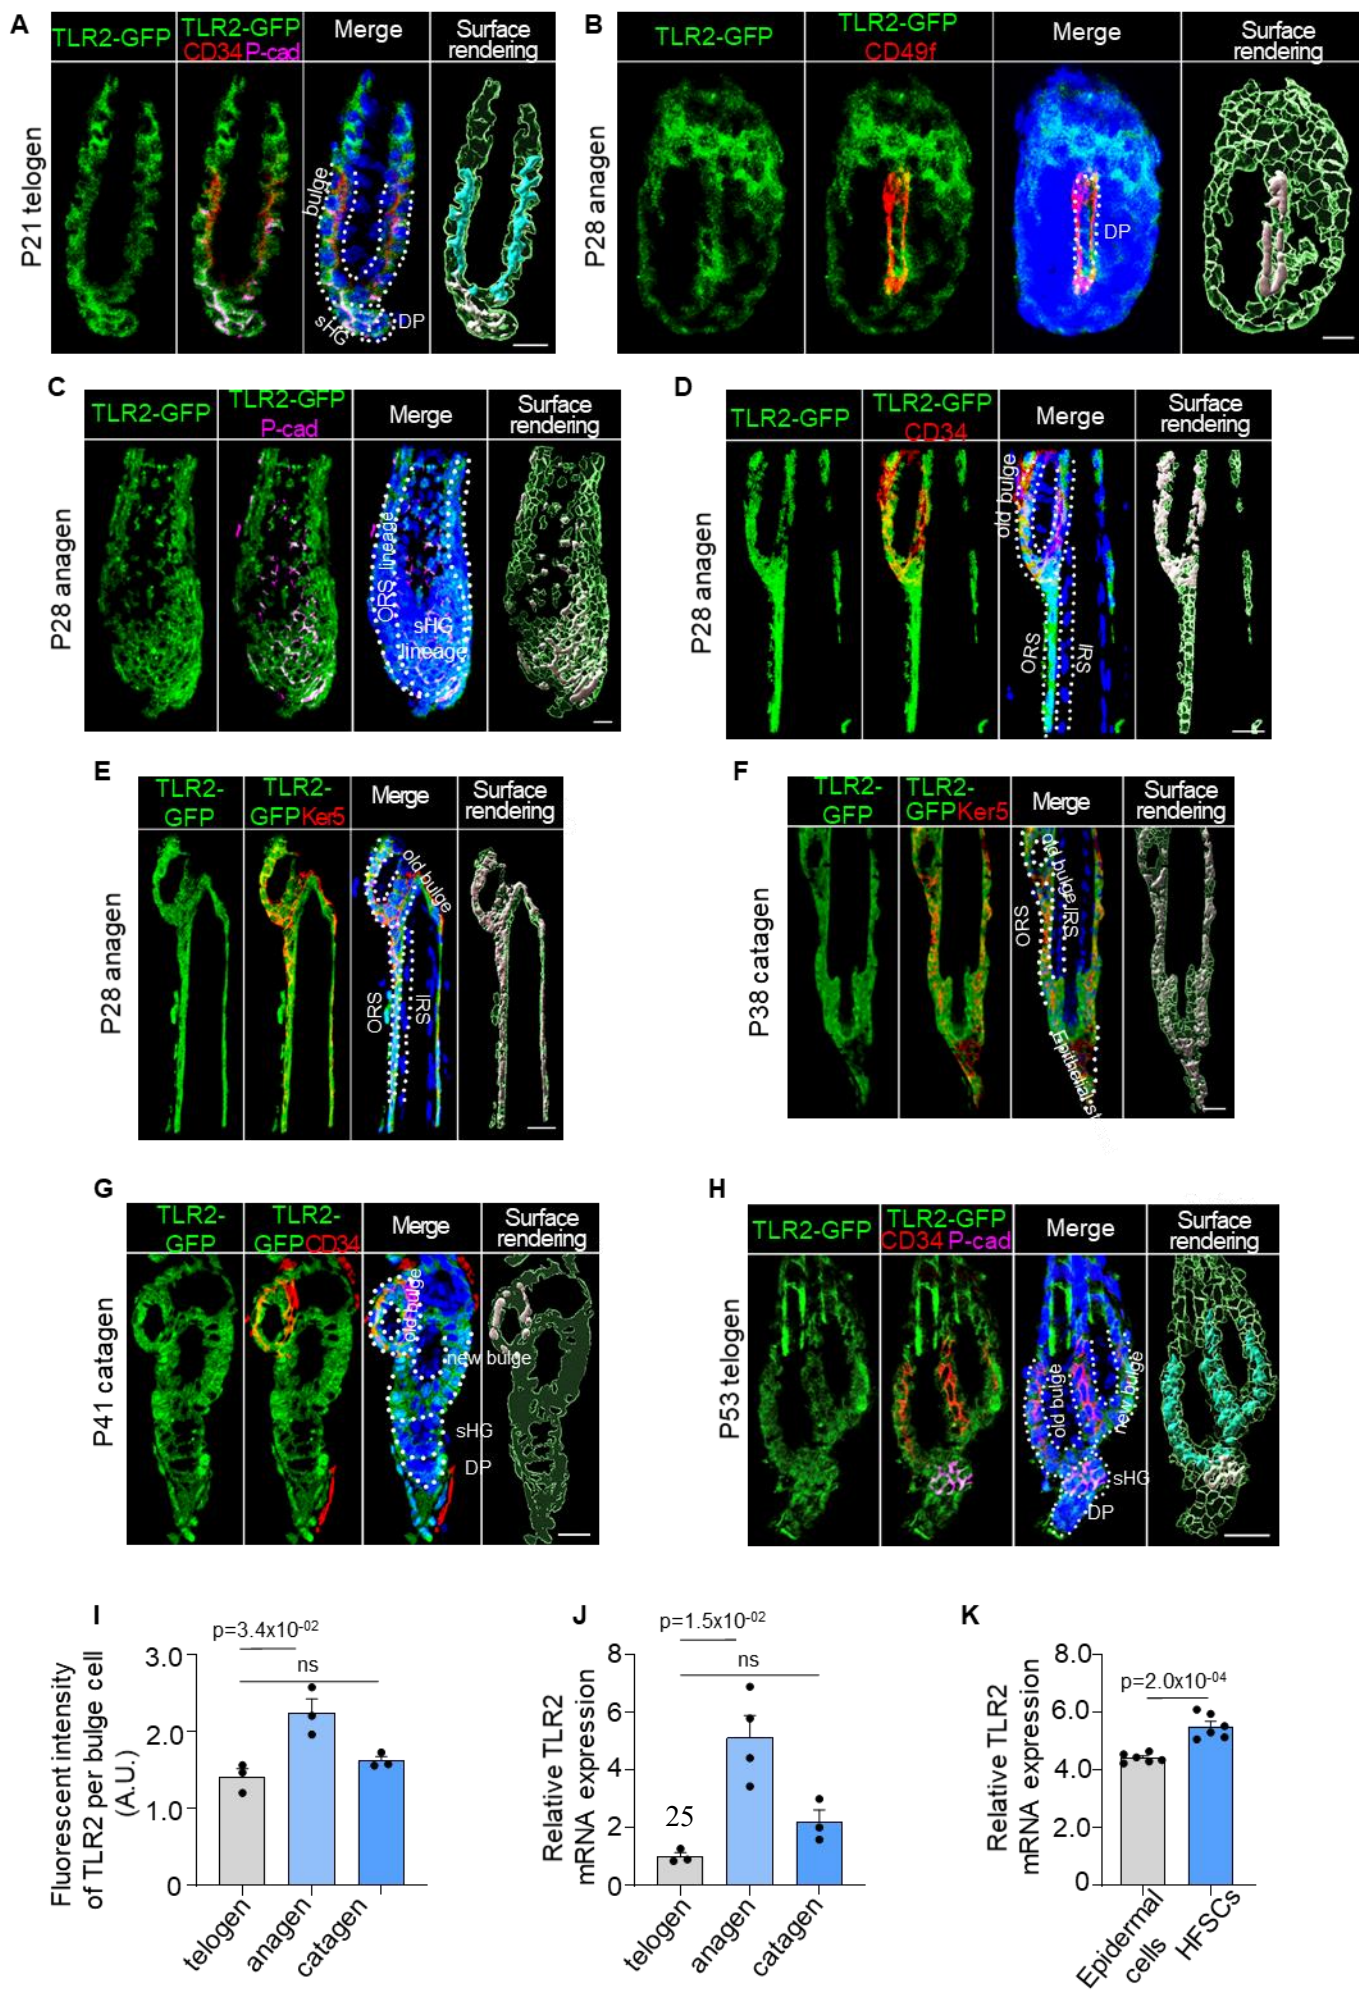 A
TLR2-GFP
TLR2-GFP
CD34 P-cad
Merge
Surface
rendering
P21 telogen
bulge
sHG
DP
B
TLR2-GFP
TLR2-GFP
CD49f
Merge
Surface
rendering
P28 anagen
DP
C
TLR2-GFP
TLR2-GFP
P-cad
Merge
Surface
rendering
P28 anagen
ORS lineage
sHG
lineage
D
TLR2-GFP
TLR2-GFP
CD34
Merge
Surface
rendering
P28 anagen
old bulge
ORS
IRS
E
TLR2-
GFP
TLR2-
GFP Ker5
Merge
Surface
rendering
P28 anagen
old bulge
ORS
IRS
F
TLR2-
GFP
TLR2-
GFP Ker5
Merge
Surface
rendering
P38 catagen
old bulge
ORS
IRS
Epithelial
G
TLR2-
GFP
TLR2-
GFP CD34
Merge
Surface
rendering
P41 catagen
old bulge
new bulge
sHG
DP
H
TLR2-GFP
TLR2-GFP
CD34 P-cad
Merge
Surface
rendering
P53 telogen
old bulge
new bulge
sHG
DP
I
p=3.4x10-02
ns
Fluorescent intensity
of TLR2 per bulge cell
(A.U.)
3.0
2.0
1.0
0
telogen
anagen
catagen
J
p=1.5x10-02
ns
Relative TLR2
mRNA expression
8
6
4
2
0
25
telogen
anagen
catagen
K
p=2.0x10-04
Relative TLR2
mRNA expression
8.0
6.0
4.0
2.0
0
Epidermal
cells
HFSCs